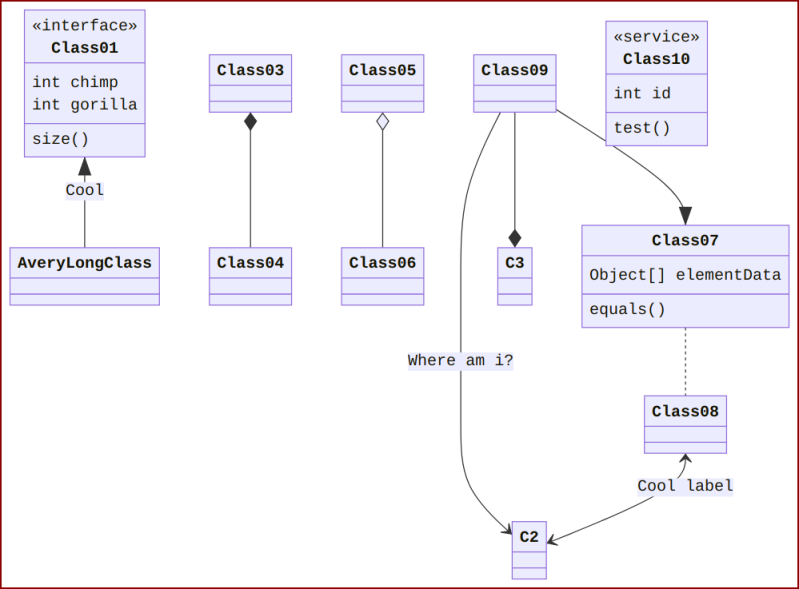 «interface»
Class01
int chimp
int gorilla
size()
Cool
AveryLongClass
Class03
Class04
Class05
Class06
Class09
C3
Where am i?
«service»
Class10
int id
test()
Class07
Object[] elementData
equals()
Class08
Cool label
C2